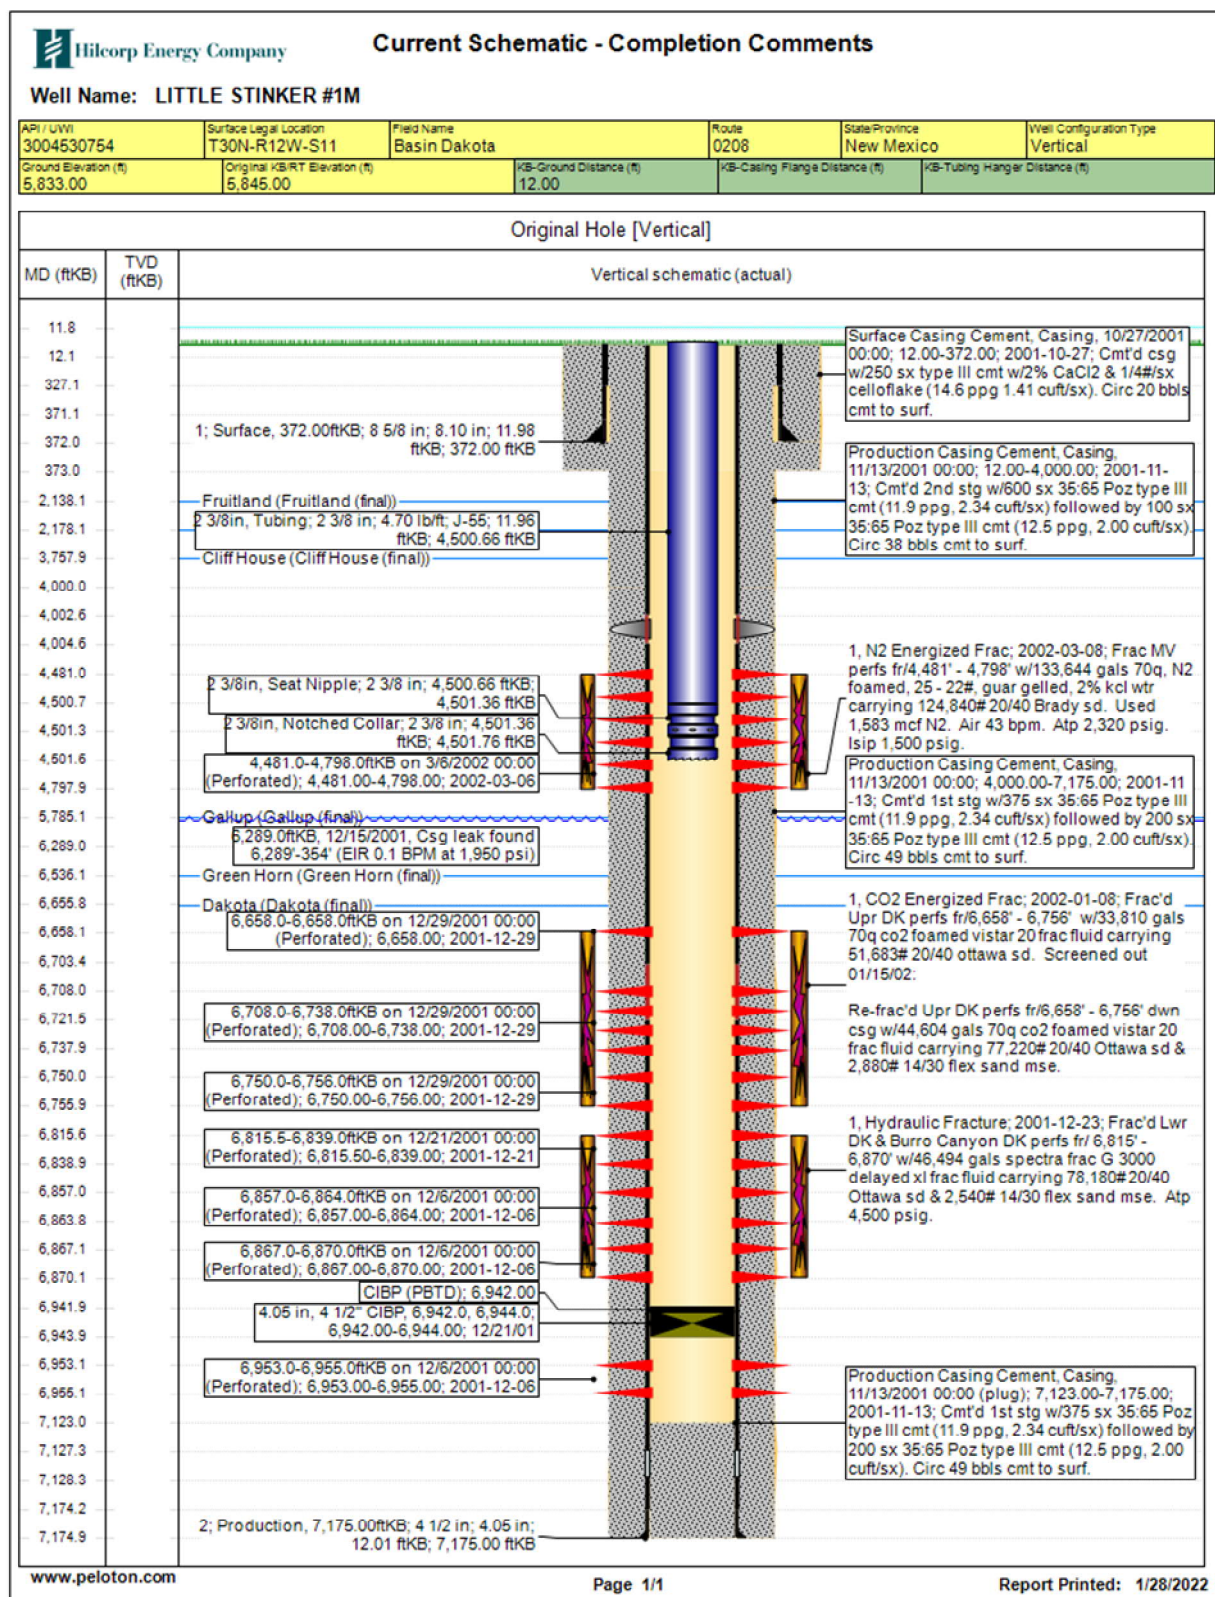 Hilcorp Energy Company
Current Schematic - Completion Comments
Well Name: LITTLE STINKER #1M
API / UWI
3004530754
Surface Legal Location
T30N-R12W-S11
Field Name
Basin Dakota
Route
0208
State/Province
New Mexico
Well Configuration Type
Vertical
Ground Elevation (ft)
5,833.00
Original KB/RT Elevation (ft)
5,845.00
KB-Ground Distance (ft)
12.00
KB-Casing Flange Distance (ft)
KB-Tubing Hanger Distance (ft)
Original Hole [Vertical]
MD (ftKB)
TVD
(ftKB)
Vertical schematic (actual)
11.8
12.1
327.1
371.1
372.0
373.0
2,138.1
2,178.1
3,757.9
4,000.0
4,002.6
4,004.6
4,481.0
4,500.7
4,501.3
4,501.6
4,797.9
5,785.1
6,289.0
6,536.1
6,655.8
6,658.1
6,703.4
6,708.0
6,721.5
6,737.9
6,750.0
6,755.9
6,815.6
6,838.9
6,857.0
6,863.8
6,867.1
6,870.1
6,941.9
6,943.9
6,953.1
6,955.1
7,123.0
7,127.3
7,128.3
7,174.2
7,174.9
1; Surface, 372.00ftKB; 8 5/8 in; 8.10 in; 11.98
ftKB; 372.00 ftKB
Fruitland (Fruitland (final))
2 3/8in, Tubing; 2 3/8 in; 4.70 lb/ft; J-55; 11.96
ftKB; 4,500.66 ftKB
Cliff House (Cliff House (final))
2 3/8in, Seat Nipple; 2 3/8 in; 4,500.66 ftKB;
4,501.36 ftKB
2 3/8in, Notched Collar; 2 3/8 in; 4,501.36
ftKB; 4,501.76 ftKB
4,481.0-4,798.0ftKB on 3/6/2002 00:00
(Perforated); 4,481.00-4,798.00; 2002-03-06
Gallup (Gallup (final))
6,289.0ftKB, 12/15/2001, Csg leak found
6,289'-354' (EIR 0.1 BPM at 1,950 psi)
Green Horn (Green Horn (final))
Dakota (Dakota (final))
6,658.0-6,658.0ftKB on 12/29/2001 00:00
(Perforated); 6,658.00; 2001-12-29
6,708.0-6,738.0ftKB on 12/29/2001 00:00
(Perforated); 6,708.00-6,738.00; 2001-12-29
6,750.0-6,756.0ftKB on 12/29/2001 00:00
(Perforated); 6,750.00-6,756.00; 2001-12-29
6,815.5-6,839.0ftKB on 12/21/2001 00:00
(Perforated); 6,815.50-6,839.00; 2001-12-21
6,857.0-6,864.0ftKB on 12/6/2001 00:00
(Perforated); 6,857.00-6,864.00; 2001-12-06
6,867.0-6,870.0ftKB on 12/6/2001 00:00
(Perforated); 6,867.00-6,870.00; 2001-12-06
CIBP (PBTD); 6,942.00
4.05 in, 4 1/2" CIBP, 6,942.0, 6,944.0;
6,942.00-6,944.00; 12/21/01
6,953.0-6,955.0ftKB on 12/6/2001 00:00
(Perforated); 6,953.00-6,955.00; 2001-12-06
2; Production, 7,175.00ftKB; 4 1/2 in; 4.05 in;
12.01 ftKB; 7,175.00 ftKB
Surface Casing Cement, Casing, 10/27/2001
00:00; 12.00-372.00; 2001-10-27; Cmt'd csg
w/250 sx type III cmt w/2% CaCl2 & 1/4#/sx
celloflake (14.6 ppg 1.41 cuft/sx). Circ 20 bbls
cmt to surf.
Production Casing Cement, Casing,
11/13/2001 00:00; 12.00-4,000.00; 2001-11-
13; Cmt'd 2nd stg w/600 sx 35:65 Poz type III
cmt (11.9 ppg, 2.34 cuft/sx) followed by 100 sx
35:65 Poz type III cmt (12.5 ppg, 2.00 cuft/sx).
Circ 38 bbls cmt to surf.
1, N2 Energized Frac; 2002-03-08; Frac MV
perfs fr/4,481' - 4,798' w/133,644 gals 70q, N2
foamed, 25 - 22#, guar gelled, 2% kcl wtr
carrying 124,840# 20/40 Brady sd. Used
1,583 mcf N2. Air 43 bpm. Atp 2,320 psig.
Isip 1,500 psig.
Production Casing Cement, Casing,
11/13/2001 00:00; 4,000.00-7,175.00; 2001-11
-13; Cmt'd 1st stg w/375 sx 35:65 Poz type III
cmt (11.9 ppg, 2.34 cuft/sx) followed by 200 sx
35:65 Poz type III cmt (12.5 ppg, 2.00 cuft/sx).
Circ 49 bbls cmt to surf.
1, CO2 Energized Frac; 2002-01-08; Frac'd
Upr DK perfs fr/6,658' - 6,756' w/33,810 gals
70q co2 foamed vistar 20 frac fluid carrying
51,683# 20/40 ottawa sd. Screened out
01/15/02:
Re-frac'd Upr DK perfs fr/6,658' - 6,756' dwn
csg w/44,604 gals 70q co2 foamed vistar 20
frac fluid carrying 77,220# 20/40 Ottawa sd &
2,880# 14/30 flex sand mse.
1, Hydraulic Fracture; 2001-12-23; Frac'd Lwr
DK & Burro Canyon DK perfs fr/ 6,815' -
6,870' w/46,494 gals spectra frac G 3000
delayed xl frac fluid carrying 78,180# 20/40
Ottawa sd & 2,540# 14/30 flex sand mse. Atp
4,500 psig.
Production Casing Cement, Casing,
11/13/2001 00:00 (plug); 7,123.00-7,175.00;
2001-11-13; Cmt'd 1st stg w/375 sx 35:65 Poz
type III cmt (11.9 ppg, 2.34 cuft/sx) followed by
200 sx 35:65 Poz type III cmt (12.5 ppg, 2.00
cuft/sx). Circ 49 bbls cmt to surf.
www.peloton.com
Page 1/1
Report Printed: 1/28/2022